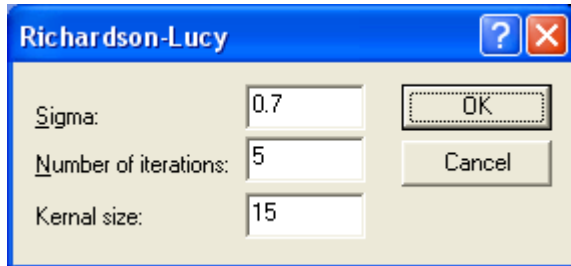 Richardson-Lucy
Sigma: 0.7 OK
Number of iterations: 5 Cancel
Kernal size: 15